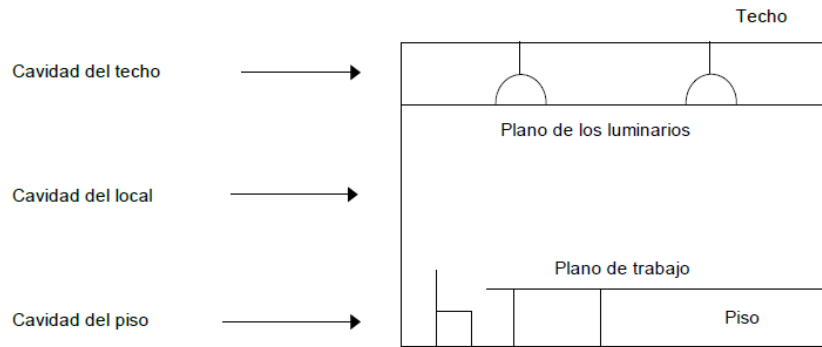 Techo
Cavidad del techo
Plano de los luminarios
Cavidad del local
Plano de trabajo
Cavidad del piso
Piso